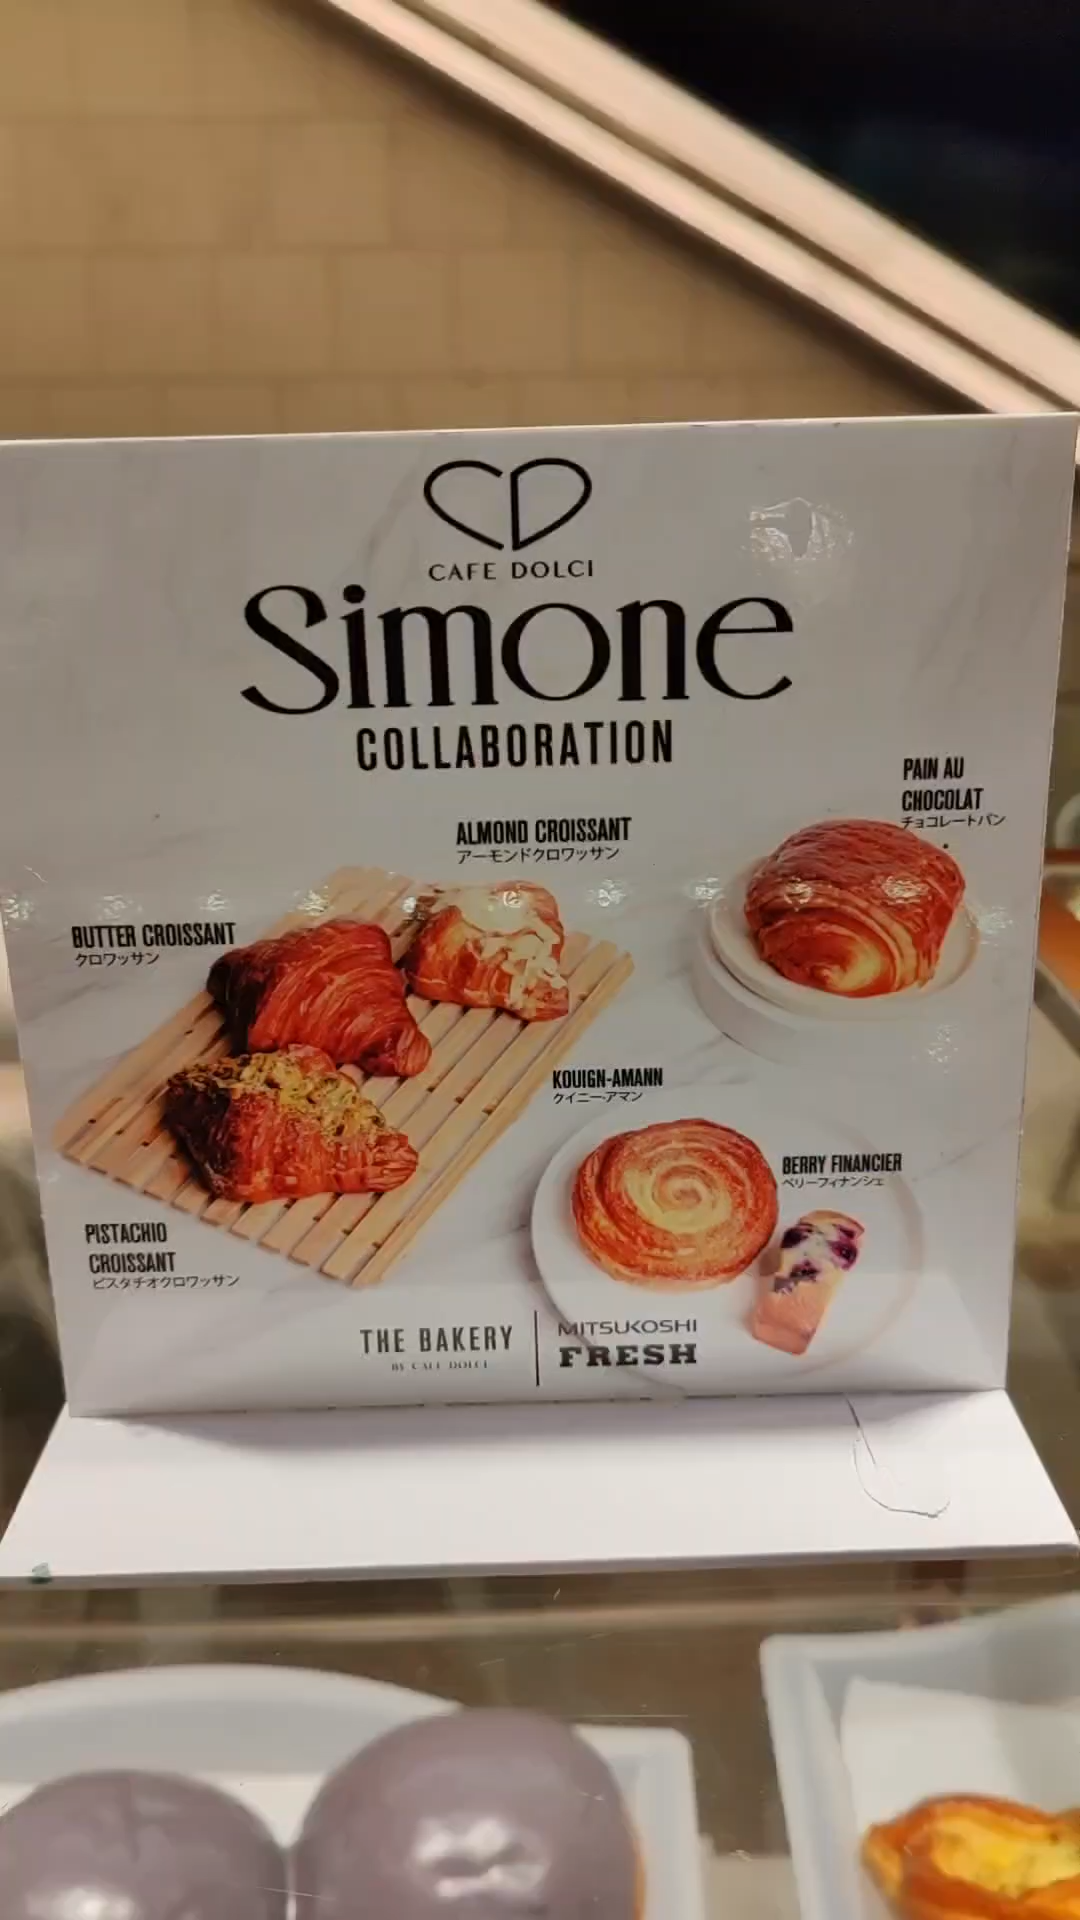 CD
CAFE DOLCI
Simone
COLLABORATION
PAIN AU
CHOCOLAT
チョコレートパン
ALMOND CROISSANT
アーモンドクロワッサン
BUTTER CROISSANT
クロワッサン
KOUIGN-AMANN
クイニーアマン
BERRY FINANCIER
ベリーフィナンシェ
PISTACHIO
CROISSANT
ピスタチオクロワッサン
THE BAKERY
BY CAFE DOLCI
MITSUKOSHI
FRESH